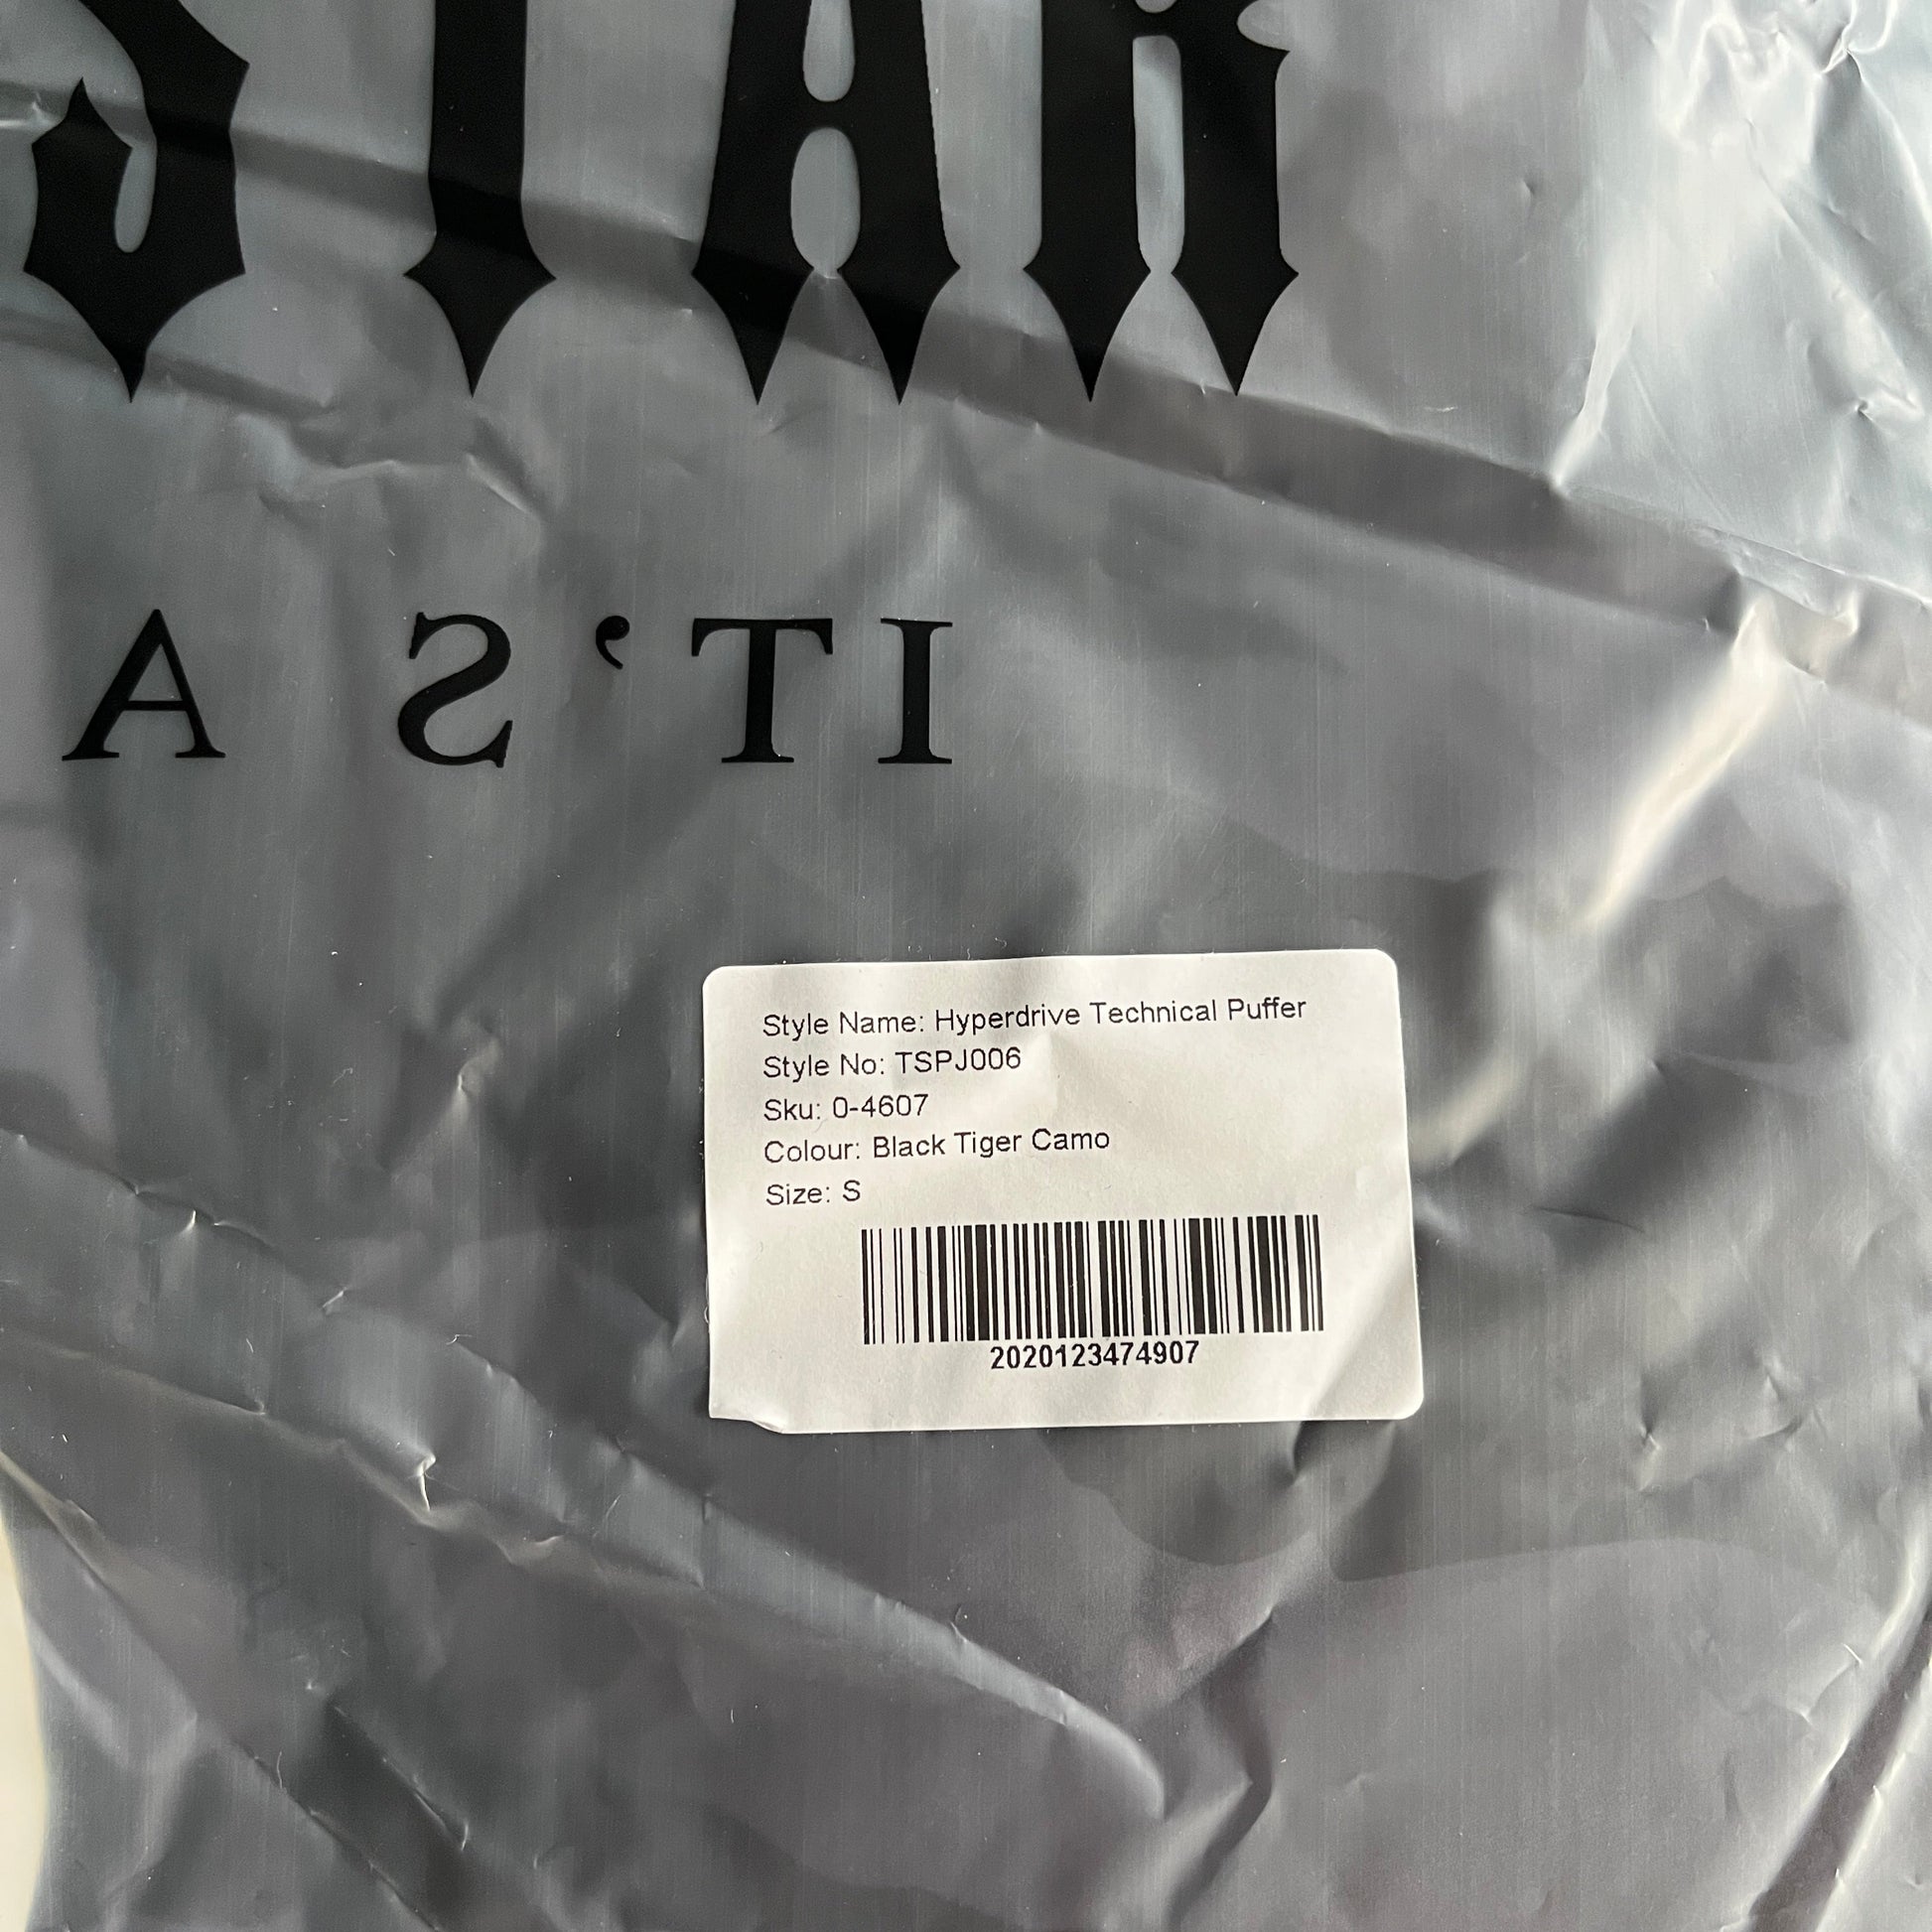 STAR
IT'S A
Style Name: Hyperdrive Technical Puffer
Style No: TSPJ006
Sku: 0-4607
Colour: Black Tiger Camo
Size: S
2020123474907